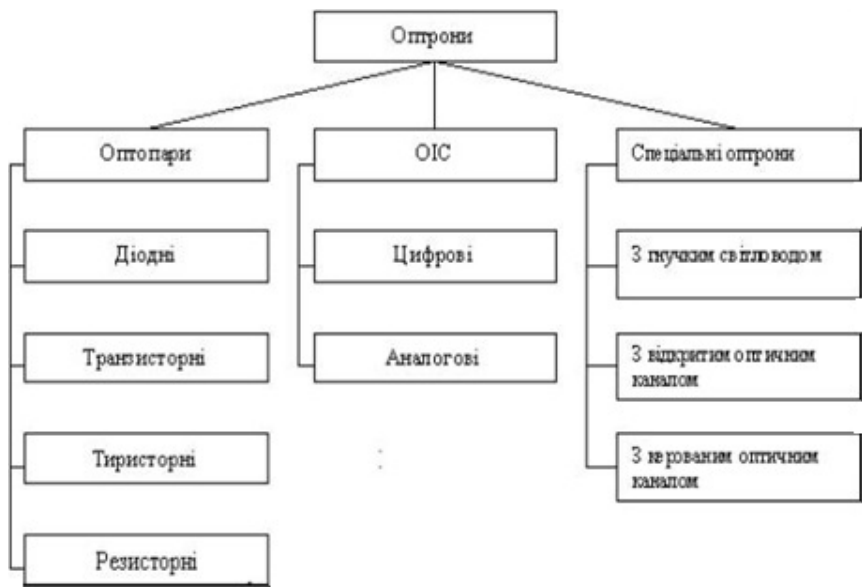 Оптрони
Оптопари
ОІС
Спеціальні оптрони
Діодні
Цифрові
З гнучким світловодом
Транзисторні
Аналогові
З відкритим оптичним
каналом
Тиристорні
:
З керованим оптичним
каналом
Резисторні